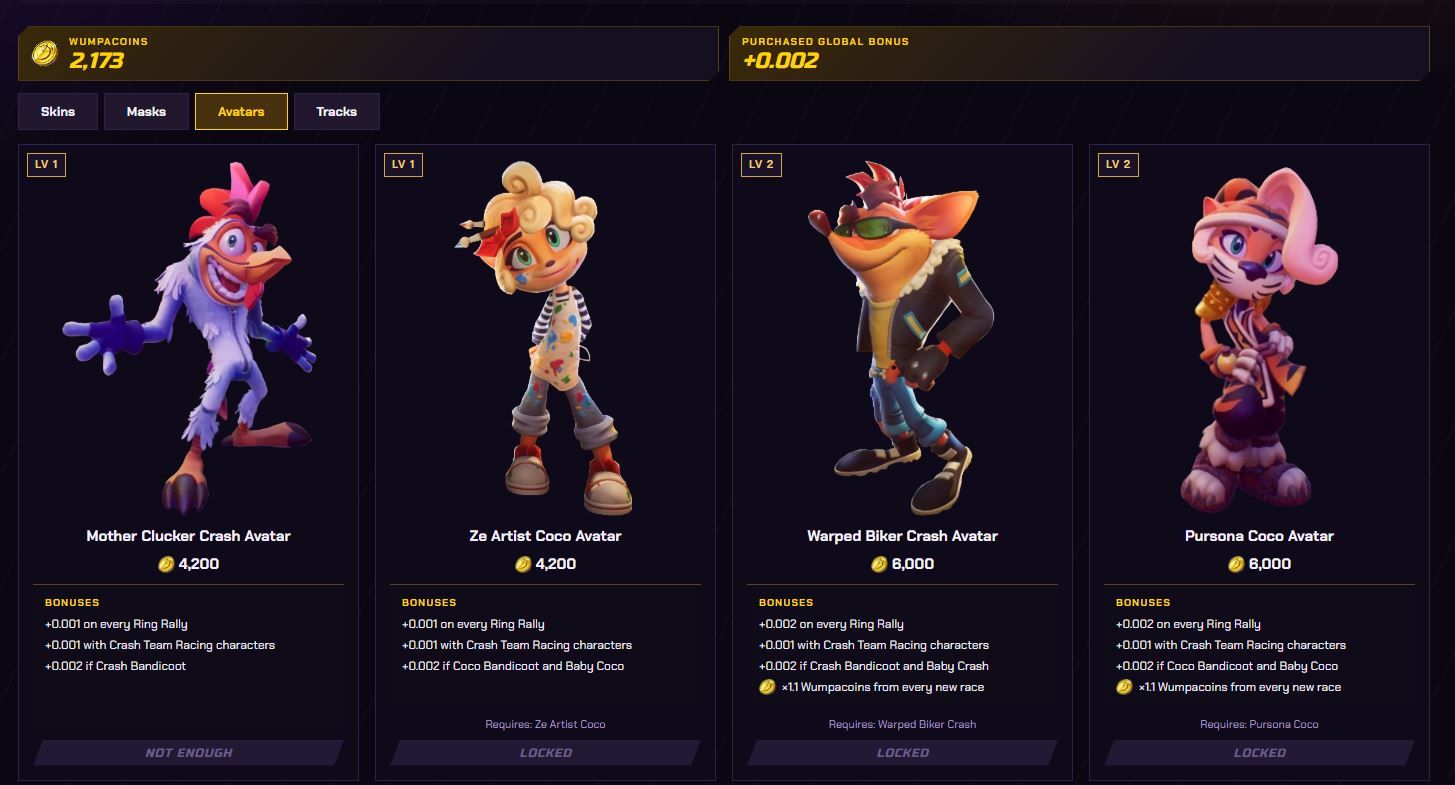 WUMPACOINS
2,173
PURCHASED GLOBAL BONUS
+0.002
Skins
Masks
Avatars
Tracks
LV 1
Mother Clucker Crash Avatar
4,200
BONUSES
+0.001 on every Ring Rally
+0.001 with Crash Team Racing characters
+0.002 if Crash Bandicoot
NOT ENOUGH
LV 1
Ze Artist Coco Avatar
4,200
BONUSES
+0.001 on every Ring Rally
+0.001 with Crash Team Racing characters
+0.002 if Coco Bandicoot and Baby Coco
Requires: Ze Artist Coco
LOCKED
LV 2
Warped Biker Crash Avatar
6,000
BONUSES
+0.002 on every Ring Rally
+0.001 with Crash Team Racing characters
+0.002 if Crash Bandicoot and Baby Crash
×1.1 Wumpacoins from every new race
Requires: Warped Biker Crash
LOCKED
LV 2
Pursona Coco Avatar
6,000
BONUSES
+0.002 on every Ring Rally
+0.001 with Crash Team Racing characters
+0.002 if Coco Bandicoot and Baby Coco
×1.1 Wumpacoins from every new race
Requires: Pursona Coco
LOCKED